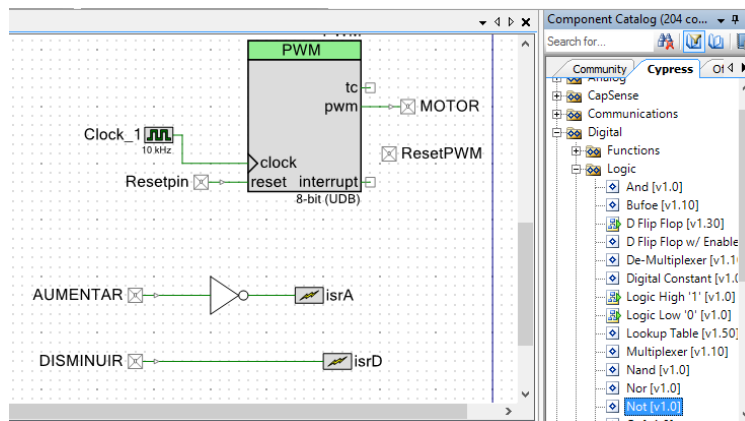 PWM
tc
pwm
MOTOR
Clock_1
10 kHz
ResetPWM
clock
Resetpin
reset
interrupt
8-bit (UDB)
AUMENTAR
isrA
DISMINUIR
isrD
Component Catalog (204 co...
Search for...
Community
Cypress
Analog
CapSense
Communications
Digital
Functions
Logic
And [v1.0]
Bufoe [v1.10]
D Flip Flop [v1.30]
D Flip Flop w/ Enable
De-Multiplexer [v1.1
Digital Constant [v1.0
Logic High '1' [v1.0]
Logic Low '0' [v1.0]
Lookup Table [v1.50]
Multiplexer [v1.10]
Nand [v1.0]
Nor [v1.0]
Not [v1.0]